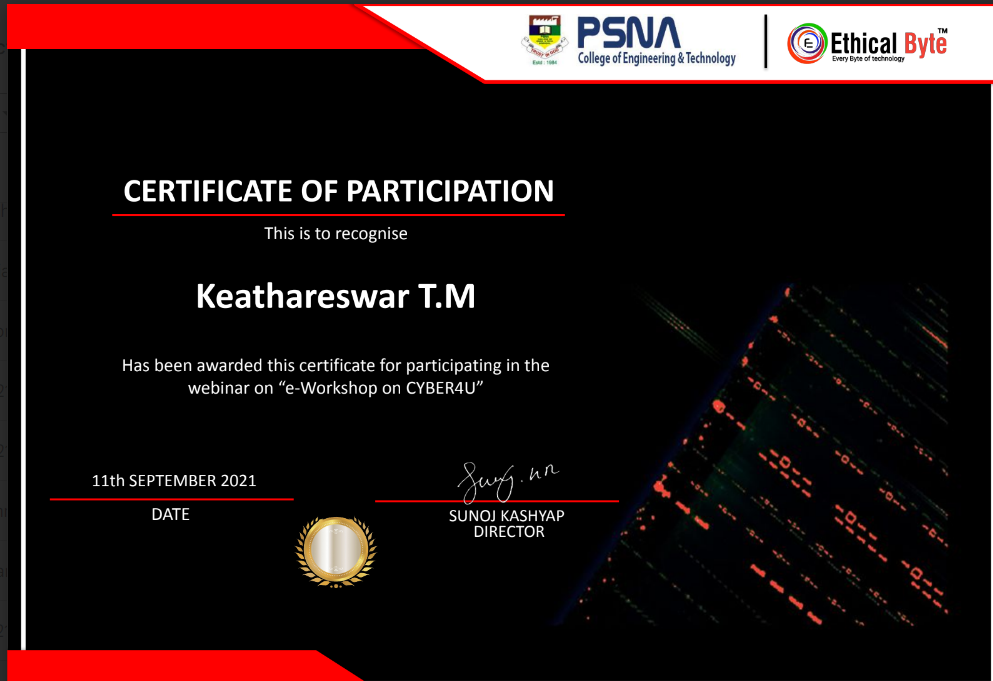 PSNA
College of Engineering & Technology
Estd : 1984
Ethical Byte™
Every Byte of technology
CERTIFICATE OF PARTICIPATION
This is to recognise
Keathareswar T.M
Has been awarded this certificate for participating in the
webinar on “e-Workshop on CYBER4U”
11th SEPTEMBER 2021
DATE
SUNOJ KASHYAP
DIRECTOR